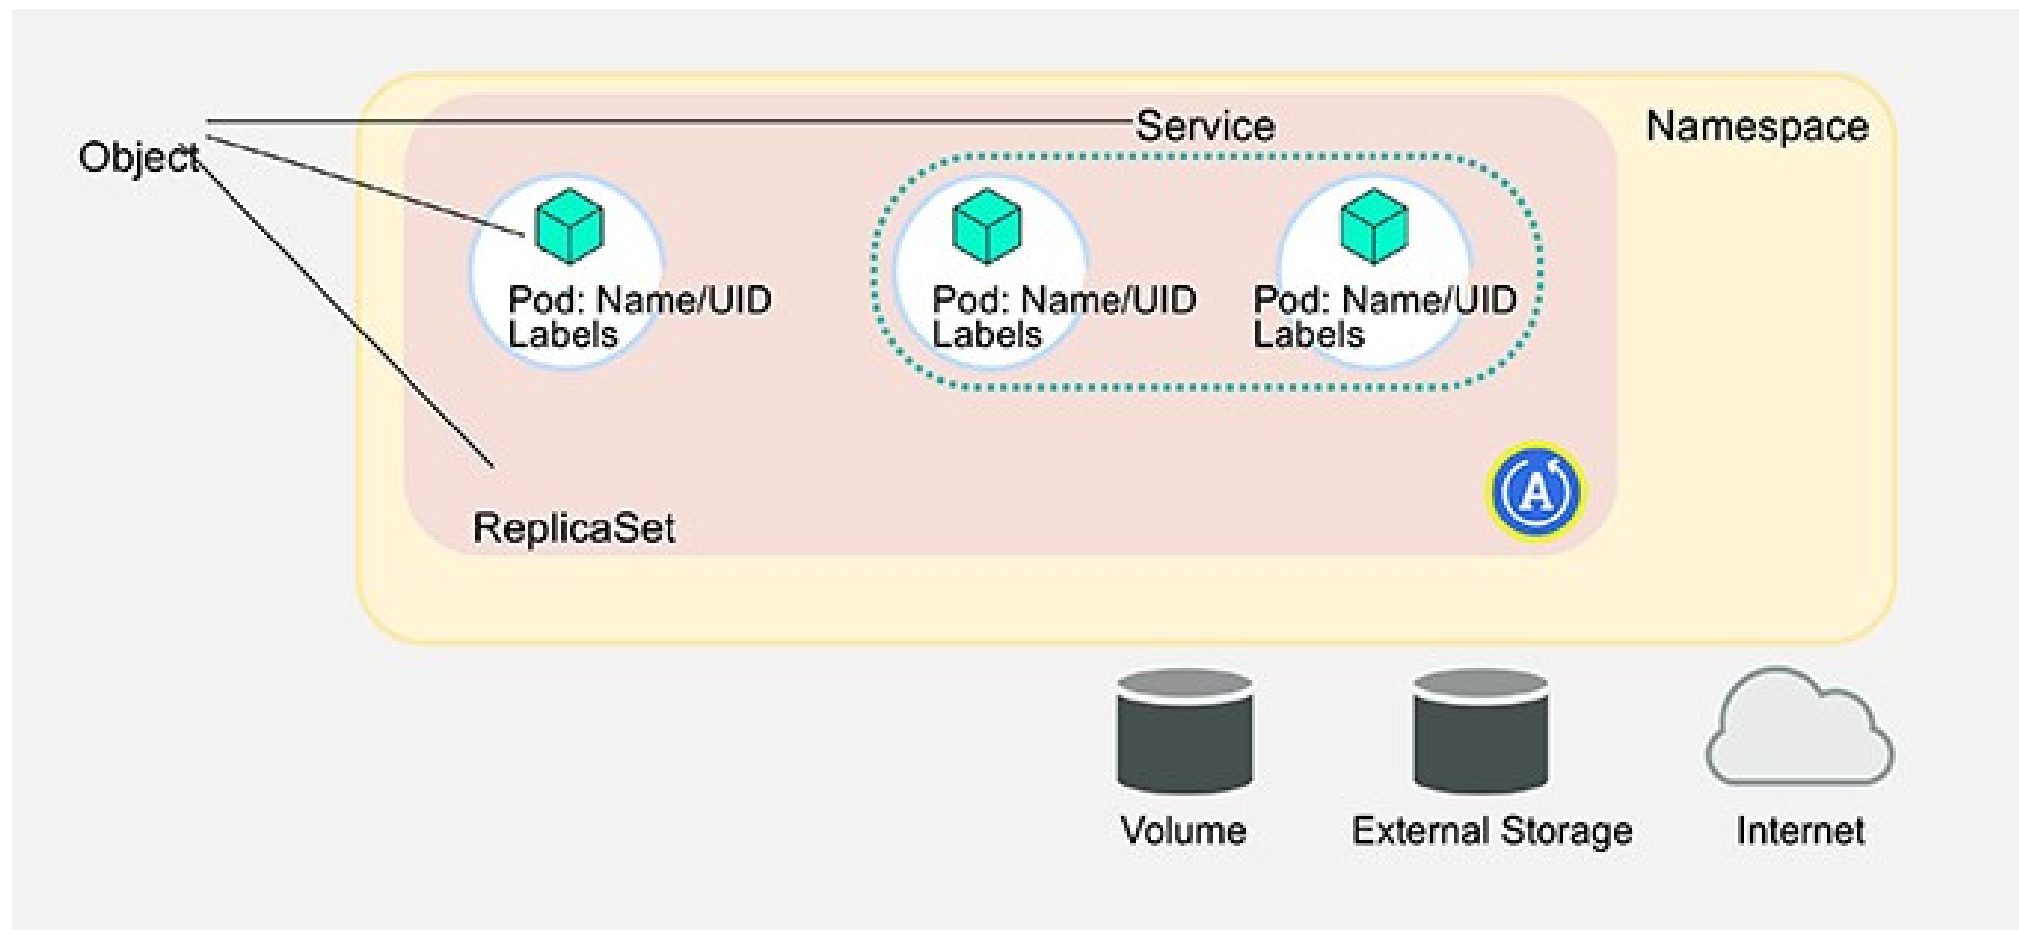 Service
Namespace
Object
Pod: Name/UID
Labels
Pod: Name/UID
Labels
Pod: Name/UID
Labels
A
ReplicaSet
Volume
External Storage
Internet